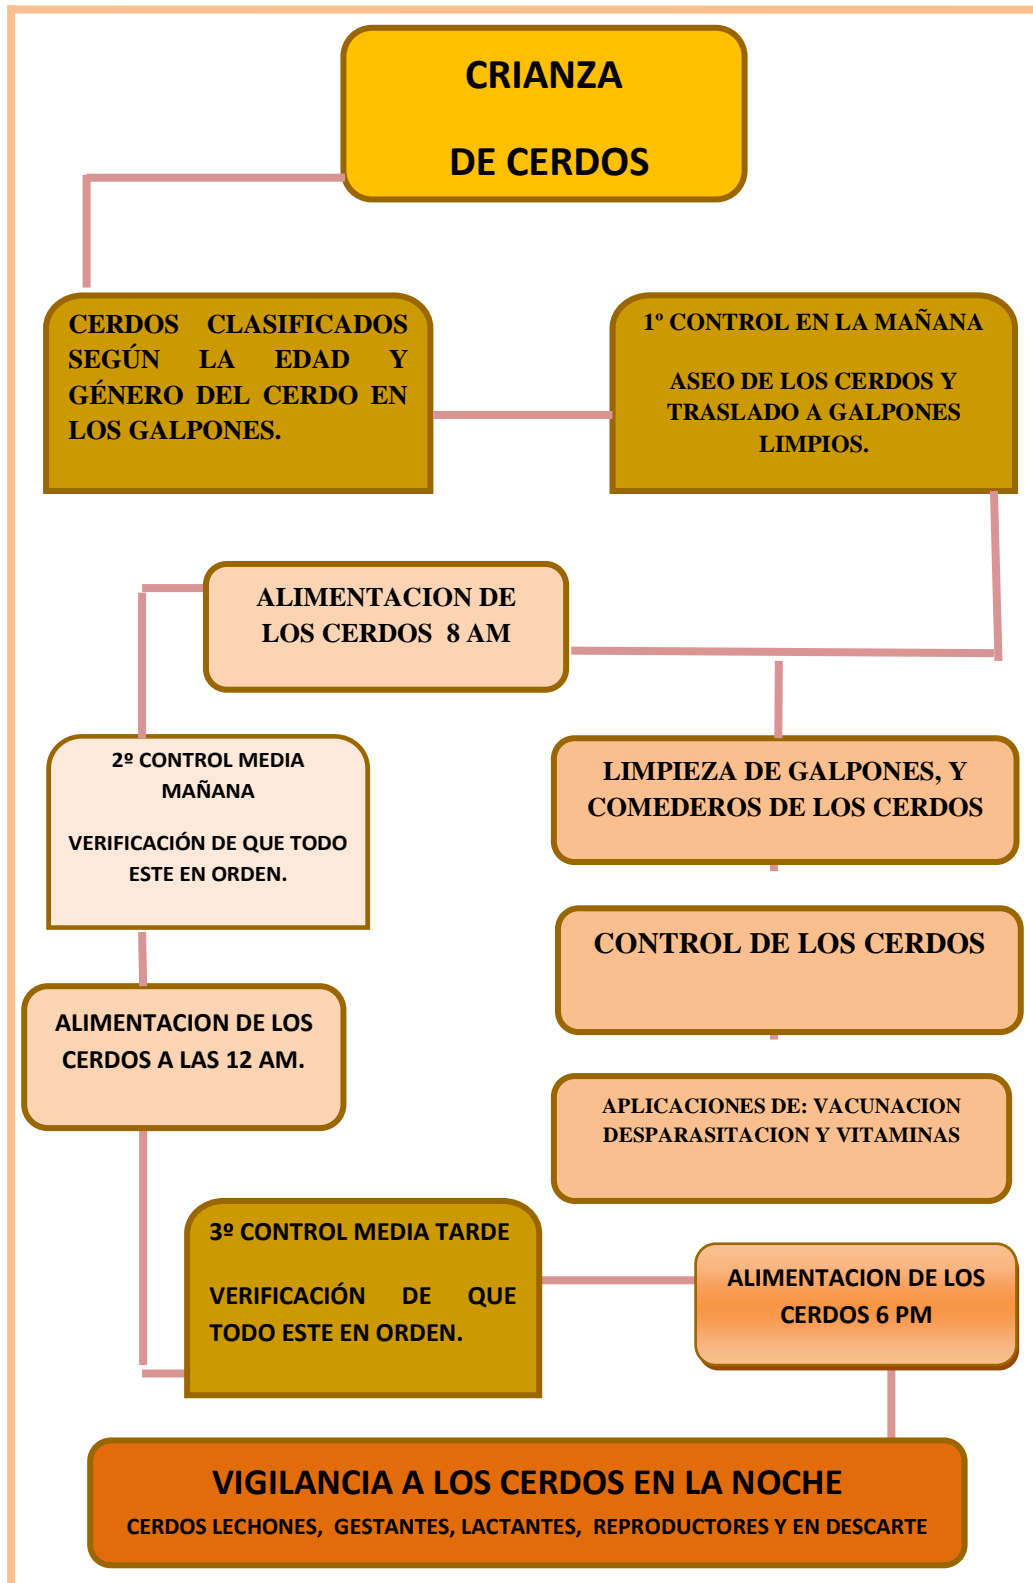 CRIANZA
DE CERDOS
CERDOS CLASIFICADOS
SEGÚN LA EDAD Y
GÉNERO DEL CERDO EN
LOS GALPONES.
1º CONTROL EN LA MAÑANA
ASEO DE LOS CERDOS Y
TRASLADO A GALPONES
LIMPIOS.
ALIMENTACION DE
LOS CERDOS 8 AM
2º CONTROL MEDIA
MAÑANA
VERIFICACIÓN DE QUE TODO
ESTE EN ORDEN.
LIMPIEZA DE GALPONES, Y
COMEDEROS DE LOS CERDOS
CONTROL DE LOS CERDOS
ALIMENTACION DE LOS
CERDOS A LAS 12 AM.
APLICACIONES DE: VACUNACION
DESPARASITACION Y VITAMINAS
3º CONTROL MEDIA TARDE
VERIFICACIÓN DE QUE
TODO ESTE EN ORDEN.
ALIMENTACION DE LOS
CERDOS 6 PM
VIGILANCIA A LOS CERDOS EN LA NOCHE
CERDOS LECHONES, GESTANTES, LACTANTES, REPRODUCTORES Y EN DESCARTE